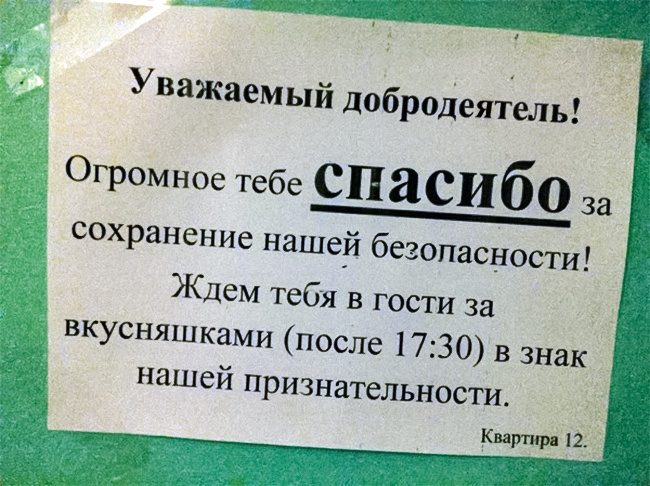 Уважаемый добродеятель!
Огромное тебе спасибо за
сохранение нашей безопасности!
Ждем тебя в гости за
вкусняшками (после 17:30) в знак
нашей признательности.
Квартира 12.